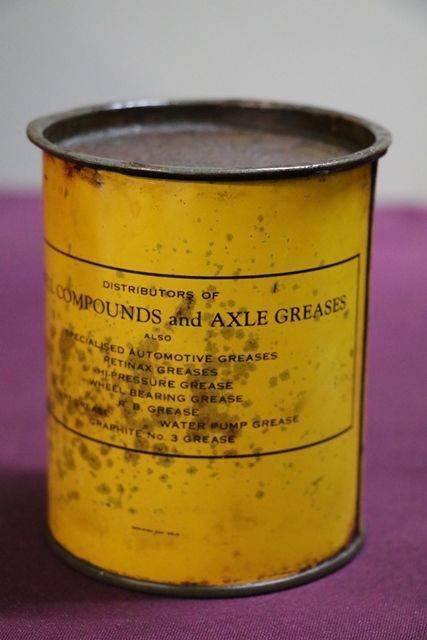 DISTRIBUTORS OF
COMPOUNDS and AXLE GREASES
ALSO
SPECIALISED AUTOMOTIVE GREASES
RETINAX GREASES
HI-PRESSURE GREASE
WHEEL BEARING GREASE
R. B. GREASE
WATER PUMP GREASE
GRAPHITE No. 3 GREASE